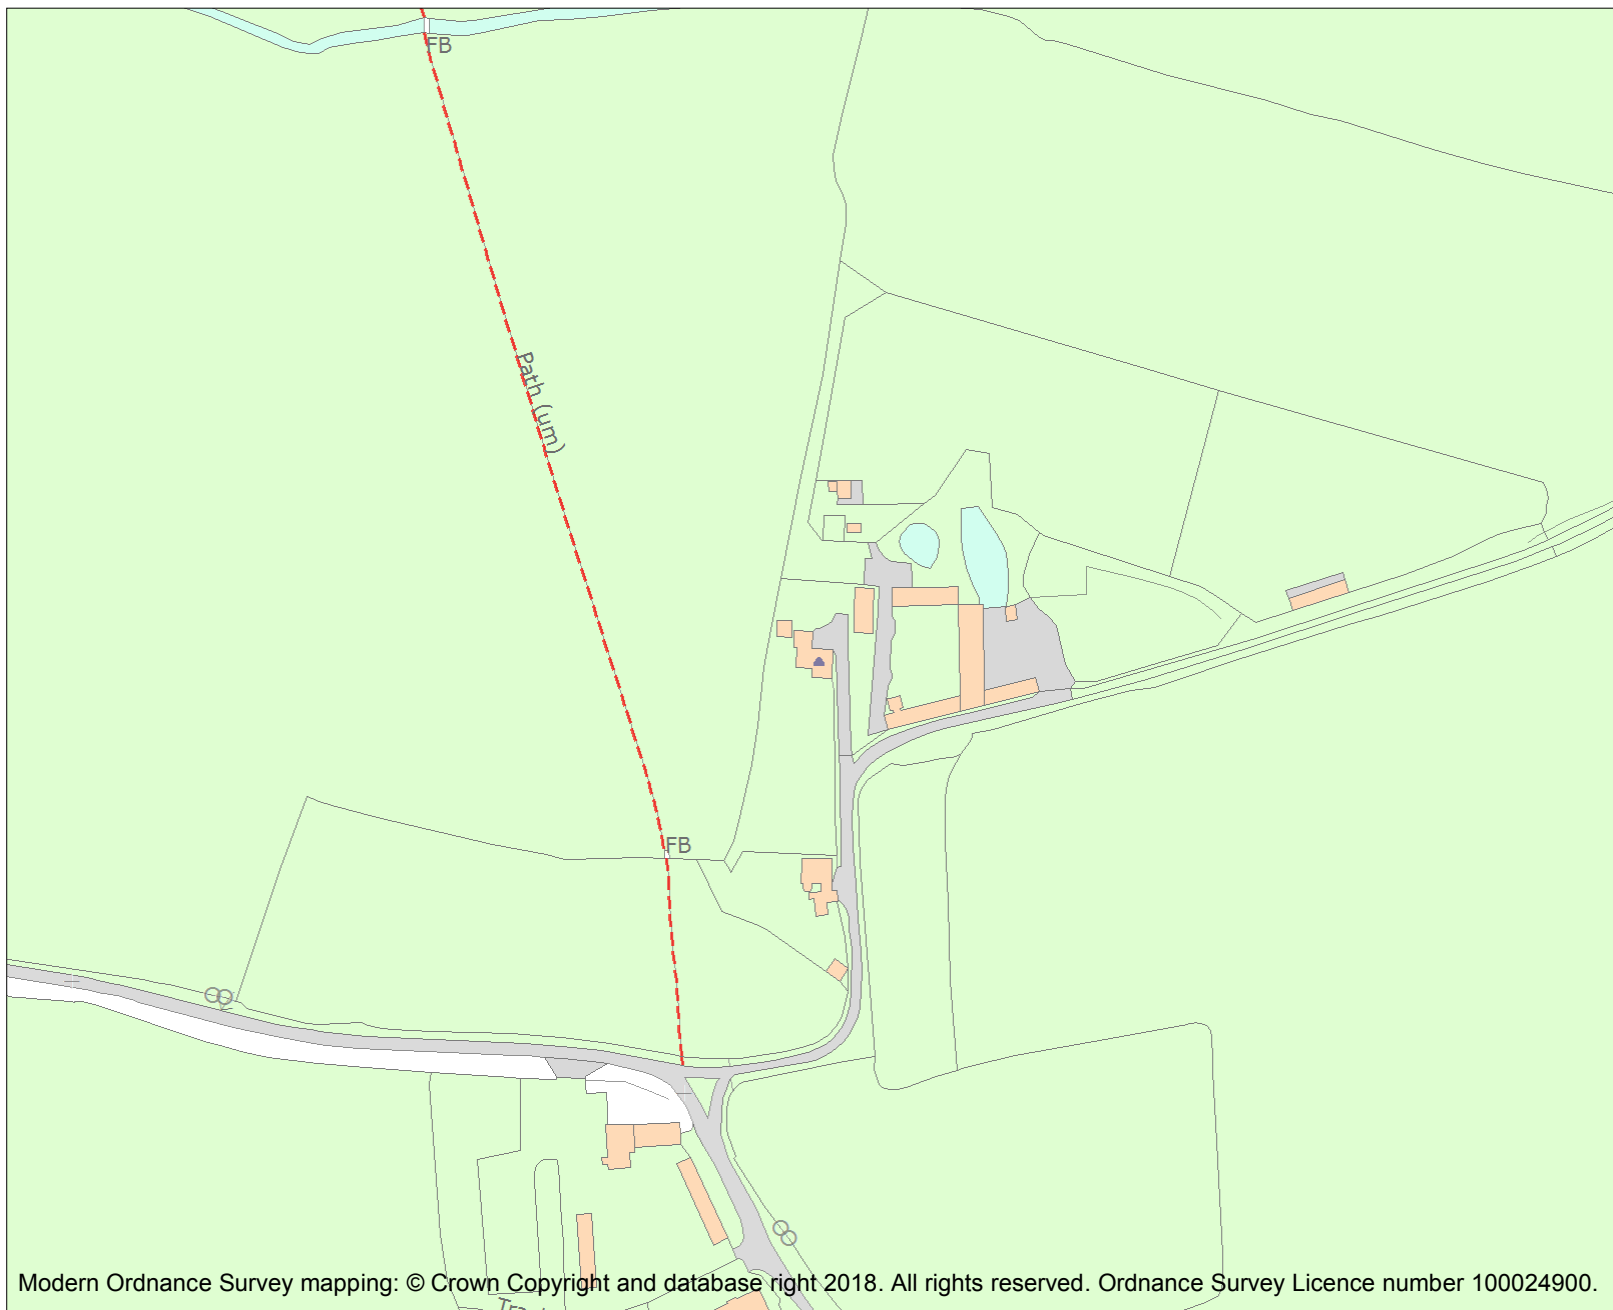 FB
Path (um)
FB
Modern Ordnance Survey mapping: © Crown Copyright and database right 2018. All rights reserved. Ordnance Survey Licence number 100024900.